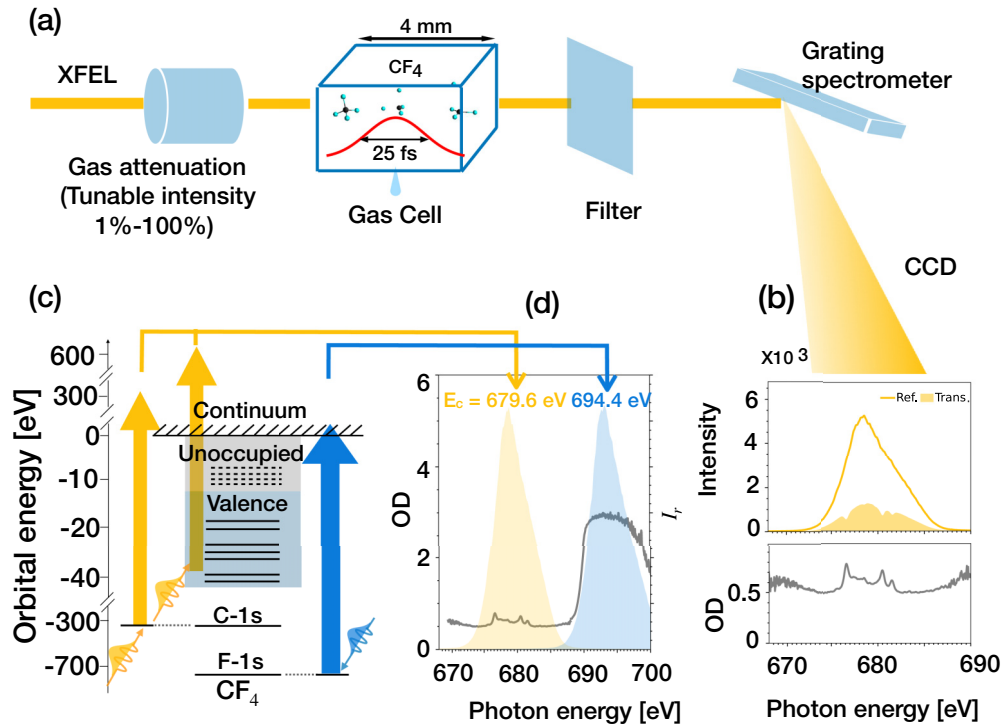 (a)
XFEL
4 mm
CF₄
25 fs
Gas attenuation
(Tunable intensity
1%-100%)
Gas Cell
Filter
Grating
spectrometer
CCD
(c)
Orbital energy [eV]
600
300
0
-10
-20
-40
-300
-700
Continuum
Unoccupied
Valence
C-1s
F-1s
CF₄
(d)
E꜀ = 679.6 eV
694.4 eV
OD
6
5
4
3
2
1
0
Iᵣ
670
680
690
700
Photon energy [eV]
(b)
X10 3
Intensity
6
4
2
0
Ref.
Trans.
OD
0.5
0
670
680
690
Photon energy [eV]